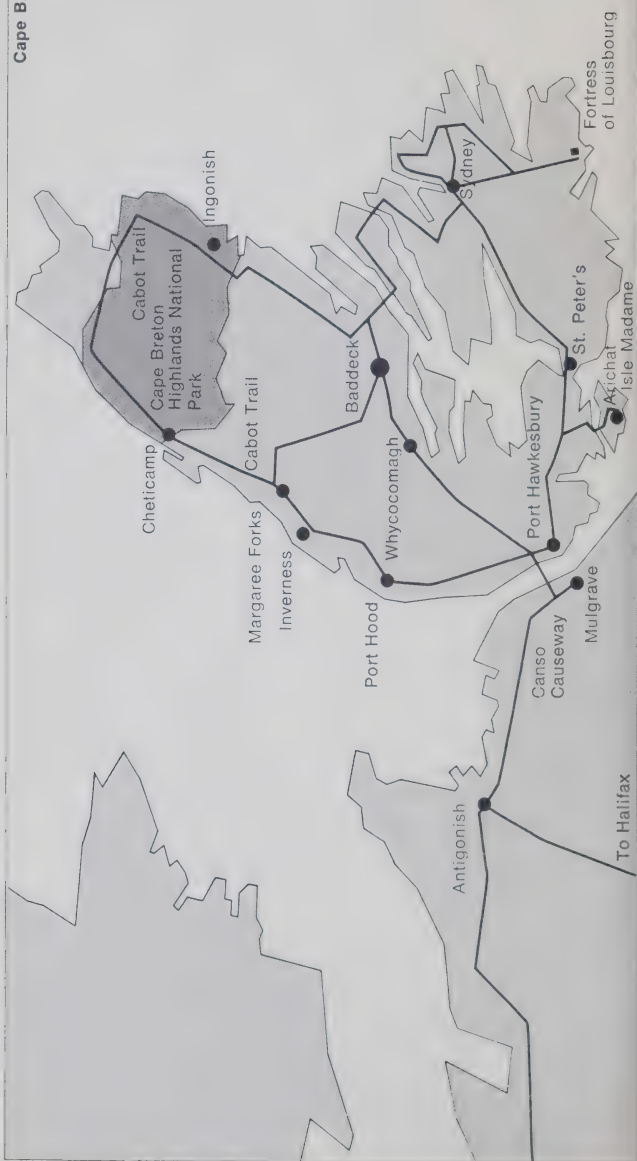 Cape B
Cabot Trail
Cape Breton
Highlands National
Park
Ingonish
Cheticamp
Cabot Trail
Margaree Forks
Inverness
Baddeck
Whycocomagh
Port Hood
Sydney
Fortress
of Louisbourg
St. Peter's
Port Hawkesbury
Arichat
Isle Madame
Canso
Causeway
Mulgrave
Antigonish
To Halifax